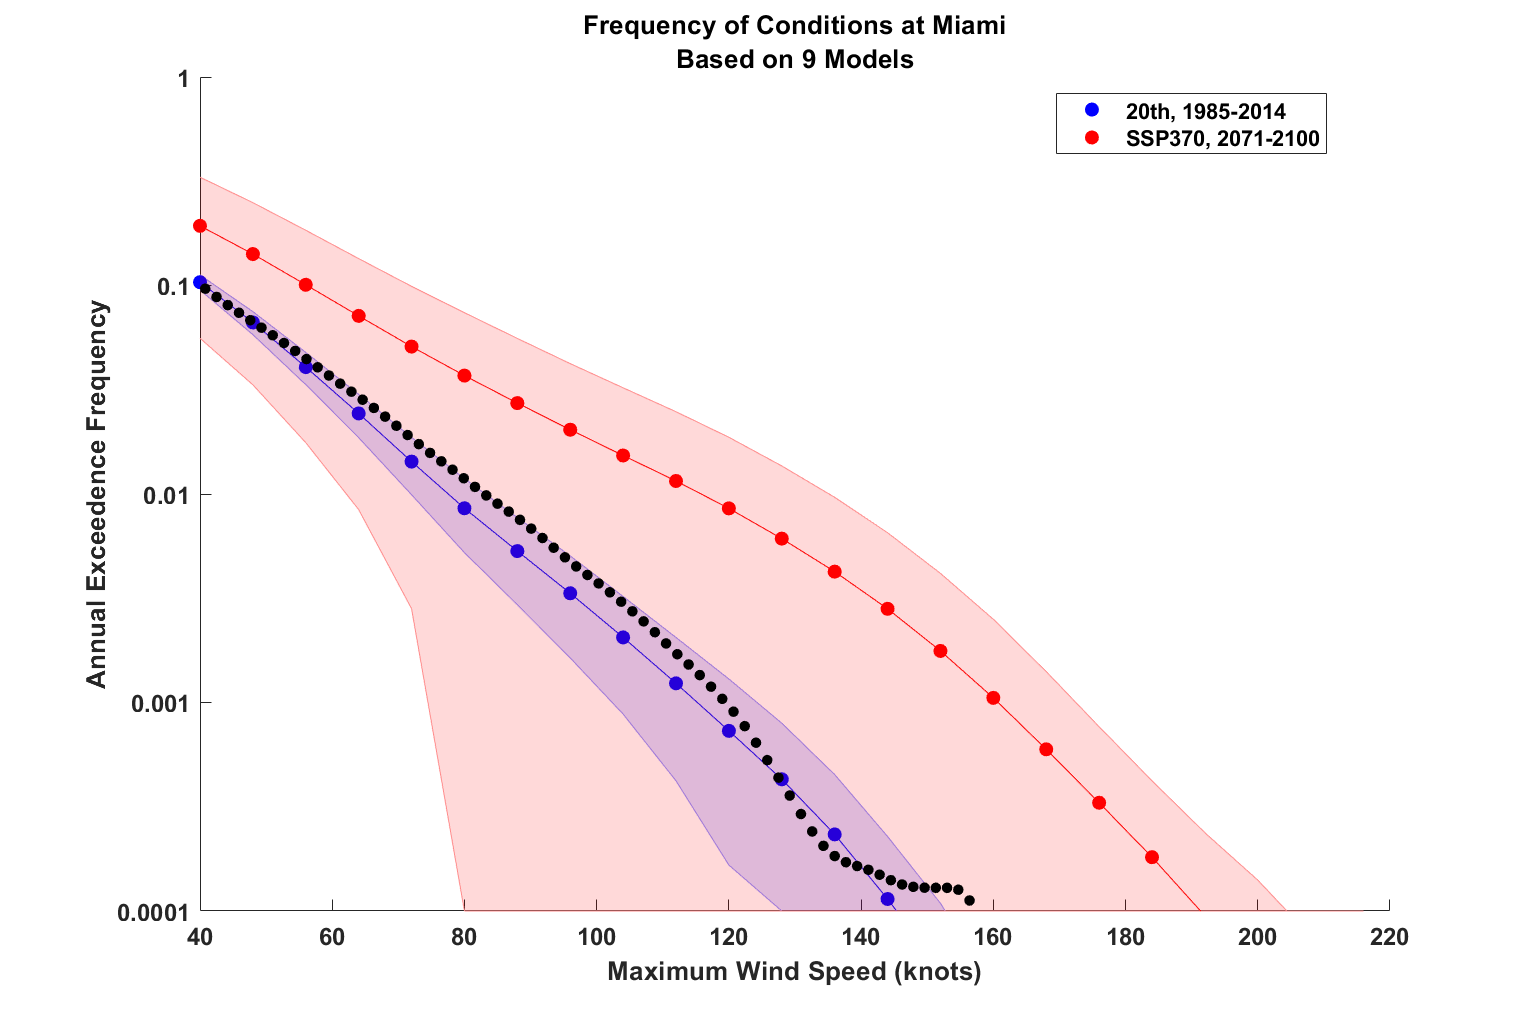 Frequency of Conditions at Miami
Based on 9 Models
20th, 1985-2014
SSP370, 2071-2100
Annual Exceedence Frequency
1
0.1
0.01
0.001
0.0001
40 60 80 100 120 140 160 180 200 220
Maximum Wind Speed (knots)